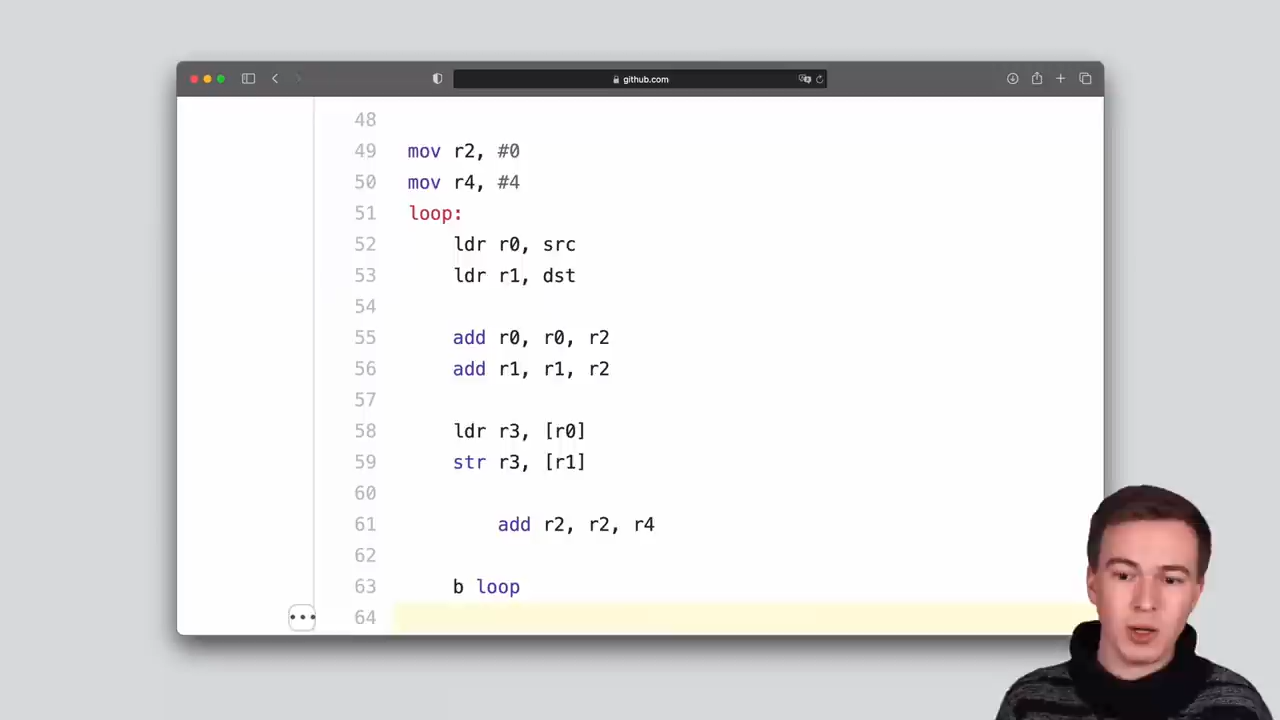 github.com
48
49 mov r2, #0
50 mov r4, #4
51 loop:
52 ldr r0, src
53 ldr r1, dst
54
55 add r0, r0, r2
56 add r1, r1, r2
57
58 ldr r3, [r0]
59 str r3, [r1]
60
61 add r2, r2, r4
62
63 b loop
64